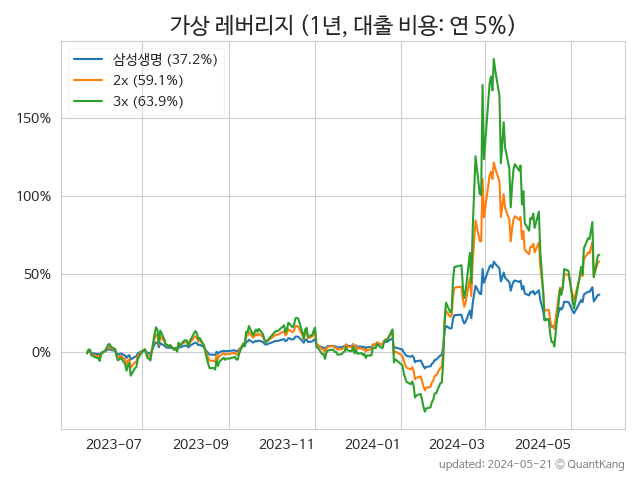 가상 레버리지 (1년, 대출 비용: 연 5%)
삼성생명 (37.2%)
2x (59.1%)
3x (63.9%)
150%
100%
50%
0%
2023-07
2023-09
2023-11
2024-01
2024-03
2024-05
updated: 2024-05-21 © QuantKang